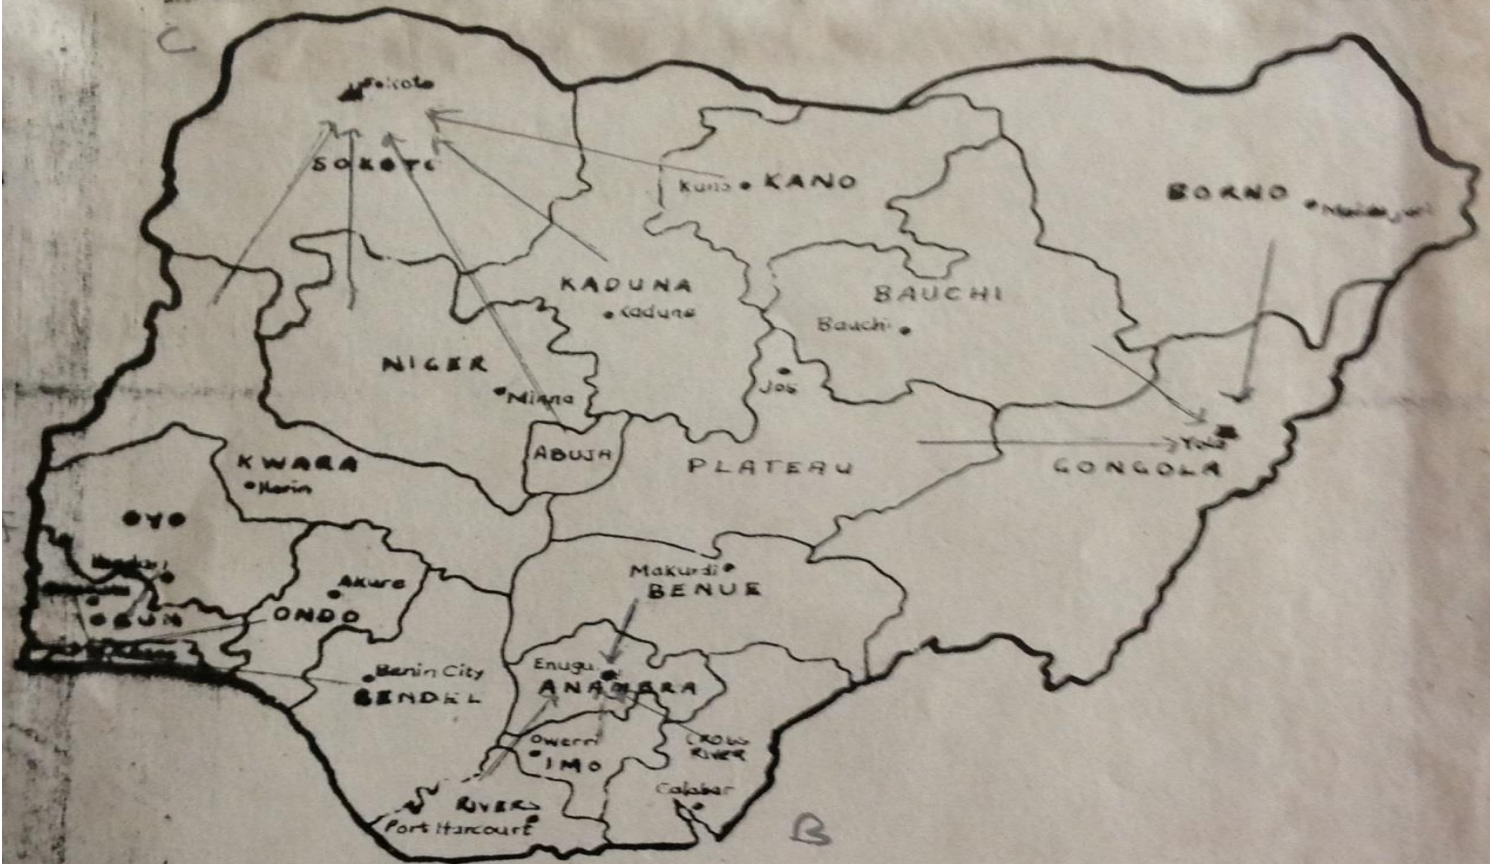 C
Sokoto
SOKOTO
Kano KANO
BORNO
Maiduguri
KADUNA
Kaduna
BAUCHI
Bauchi
NIGER
Minna
Jos
ABUJA
PLATEAU
Yola
GONGOLA
KWARA
Ilorin
OYO
Akure
ONDO
OGUN
Makurdi
BENUE
Benin City
BENDEL
Enugu
ANAMBRA
Owerri
IMO
CROSS
RIVER
Calabar
RIVERS
Port Harcourt
B